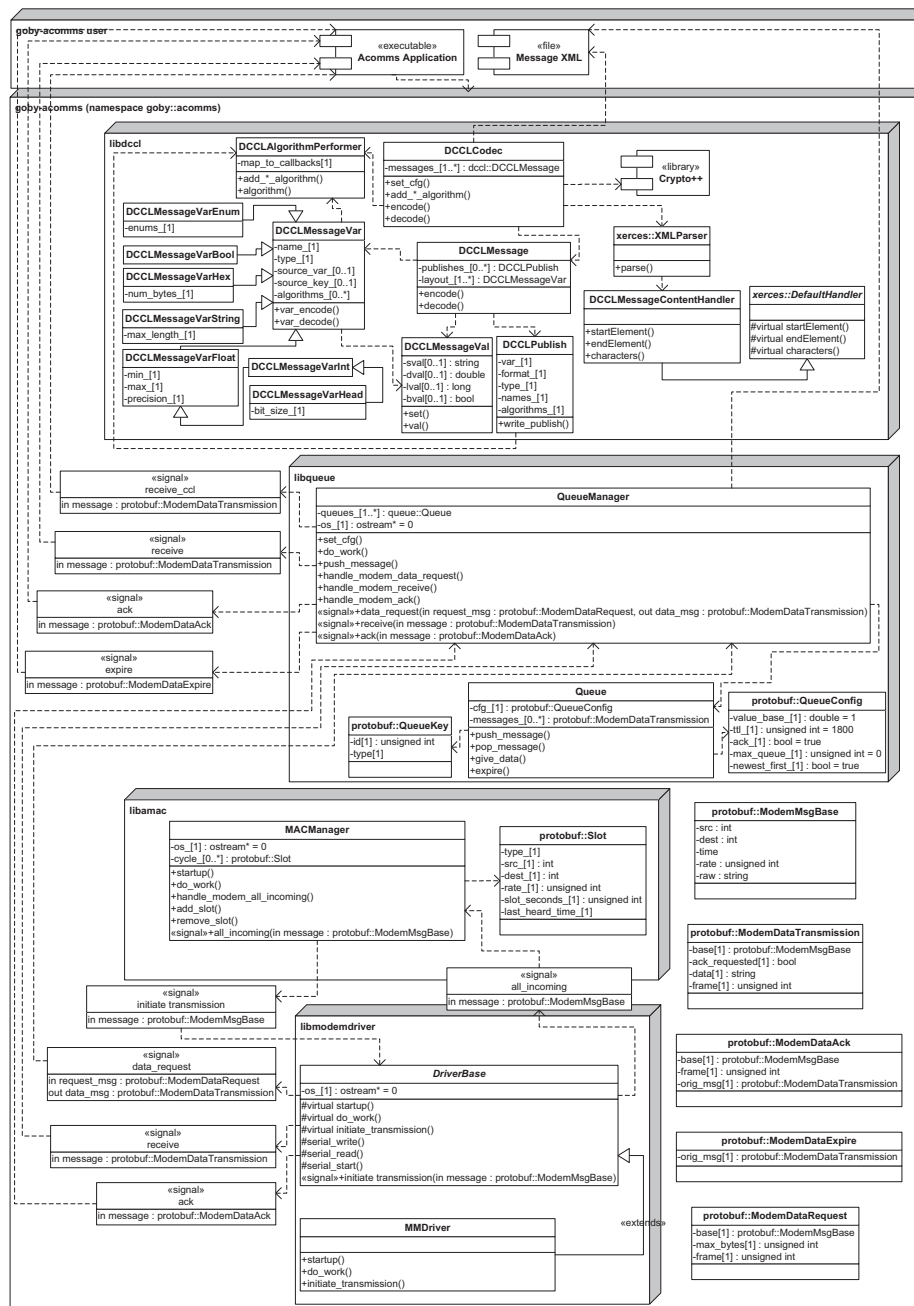 goby-acomms user
«executable»
Acomms Application
«file»
Message XML
goby-acomms (namespace goby::acomms)
libdccl
DCCLAlgorithmPerformer
-map_to_callbacks[1]
+add_*_algorithm()
+algorithm()
DCCLCodec
-messages_[1..*] : dccl::DCCLMessage
+set_cfg()
+add_*_algorithm()
+encode()
+decode()
«library»
Crypto++
DCCLMessageVarEnum
-enums_[1]
DCCLMessageVarBool
DCCLMessageVarHex
-num_bytes_[1]
DCCLMessageVarString
-max_length_[1]
DCCLMessageVar
-name_[1]
-type_[1]
-source_var_[0..1]
-source_key_[0..1]
-algorithms_[0..*]
+var_encode()
+var_decode()
DCCLMessage
-publishes_[0..*] : DCCLPublish
-layout_[1..*] : DCCLMessageVar
+encode()
+decode()
xerces::XMLParser
+parse()
DCCLMessageContentHandler
+startElement()
+endElement()
+characters()
xerces::DefaultHandler
#virtual startElement()
#virtual endElement()
#virtual characters()
DCCLMessageVarFloat
-min_[1]
-max_[1]
-precision_[1]
DCCLMessageVarInt
DCCLMessageVarHead
-bit_size_[1]
DCCLMessageVal
-sval[0..1] : string
-dval[0..1] : double
-lval[0..1] : long
-bval[0..1] : bool
+set()
+val()
DCCLPublish
-var_[1]
-format_[1]
-type_[1]
-names_[1]
-algorithms_[1]
+write_publish()
«signal»
receive_ccl
in message : protobuf::ModemDataTransmission
«signal»
receive
in message : protobuf::ModemDataTransmission
«signal»
ack
in message : protobuf::ModemDataAck
«signal»
expire
in message : protobuf::ModemDataExpire
libqueue
QueueManager
-queues_[1..*] : queue::Queue
-os_[1] : ostream* = 0
+set_cfg()
+do_work()
+push_message()
+handle_modem_data_request()
+handle_modem_receive()
+handle_modem_ack()
«signal»+data_request(in request_msg : protobuf::ModemDataRequest, out data_msg : protobuf::ModemDataTransmission)
«signal»+receive(in message : protobuf::ModemDataTransmission)
«signal»+ack(in message : protobuf::ModemDataAck)
protobuf::QueueKey
-id[1] : unsigned int
-type[1]
Queue
-cfg_[1] : protobuf::QueueConfig
-messages_[0..*] : protobuf::ModemDataTransmission
+push_message()
+pop_message()
+give_data()
+expire()
protobuf::QueueConfig
-value_base_[1] : double = 1
-ttl_[1] : unsigned int = 1800
-ack_[1] : bool = true
-max_queue_[1] : unsigned int = 0
-newest_first_[1] : bool = true
libamac
MACManager
-os_[1] : ostream* = 0
-cycle_[0..*] : protobuf::Slot
+startup()
+do_work()
+handle_modem_all_incoming()
+add_slot()
+remove_slot()
«signal»+all_incoming(in message : protobuf::ModemMsgBase)
protobuf::Slot
-type_[1]
-src_[1] : int
-dest_[1] : int
-rate_[1] : unsigned int
-slot_seconds_[1] : unsigned int
-last_heard_time_[1]
protobuf::ModemMsgBase
-src : int
-dest : int
-time
-rate : unsigned int
-raw : string
protobuf::ModemDataTransmission
-base[1] : protobuf::ModemMsgBase
-ack_requested[1] : bool
-data[1] : string
-frame[1] : unsigned int
«signal»
initiate transmission
in message : protobuf::ModemMsgBase
«signal»
all_incoming
in message : protobuf::ModemMsgBase
«signal»
data_request
in request_msg : protobuf::ModemDataRequest
out data_msg : protobuf::ModemDataTransmission
«signal»
receive
in message : protobuf::ModemDataTransmission
«signal»
ack
in message : protobuf::ModemDataAck
libmodemdriver
DriverBase
-os_[1] : ostream* = 0
#virtual startup()
#virtual do_work()
#virtual initiate_transmission()
#serial_write()
#serial_read()
#serial_start()
«signal»+initiate transmission(in message : protobuf::ModemMsgBase)
«extends»
MMDriver
+startup()
+do_work()
+initiate_transmission()
protobuf::ModemDataAck
-base[1] : protobuf::ModemMsgBase
-frame[1] : unsigned int
-orig_msg[1] : protobuf::ModemDataTransmission
protobuf::ModemDataExpire
-orig_msg[1] : protobuf::ModemDataTransmission
protobuf::ModemDataRequest
-base[1] : protobuf::ModemMsgBase
-max_bytes[1] : unsigned int
-frame[1] : unsigned int